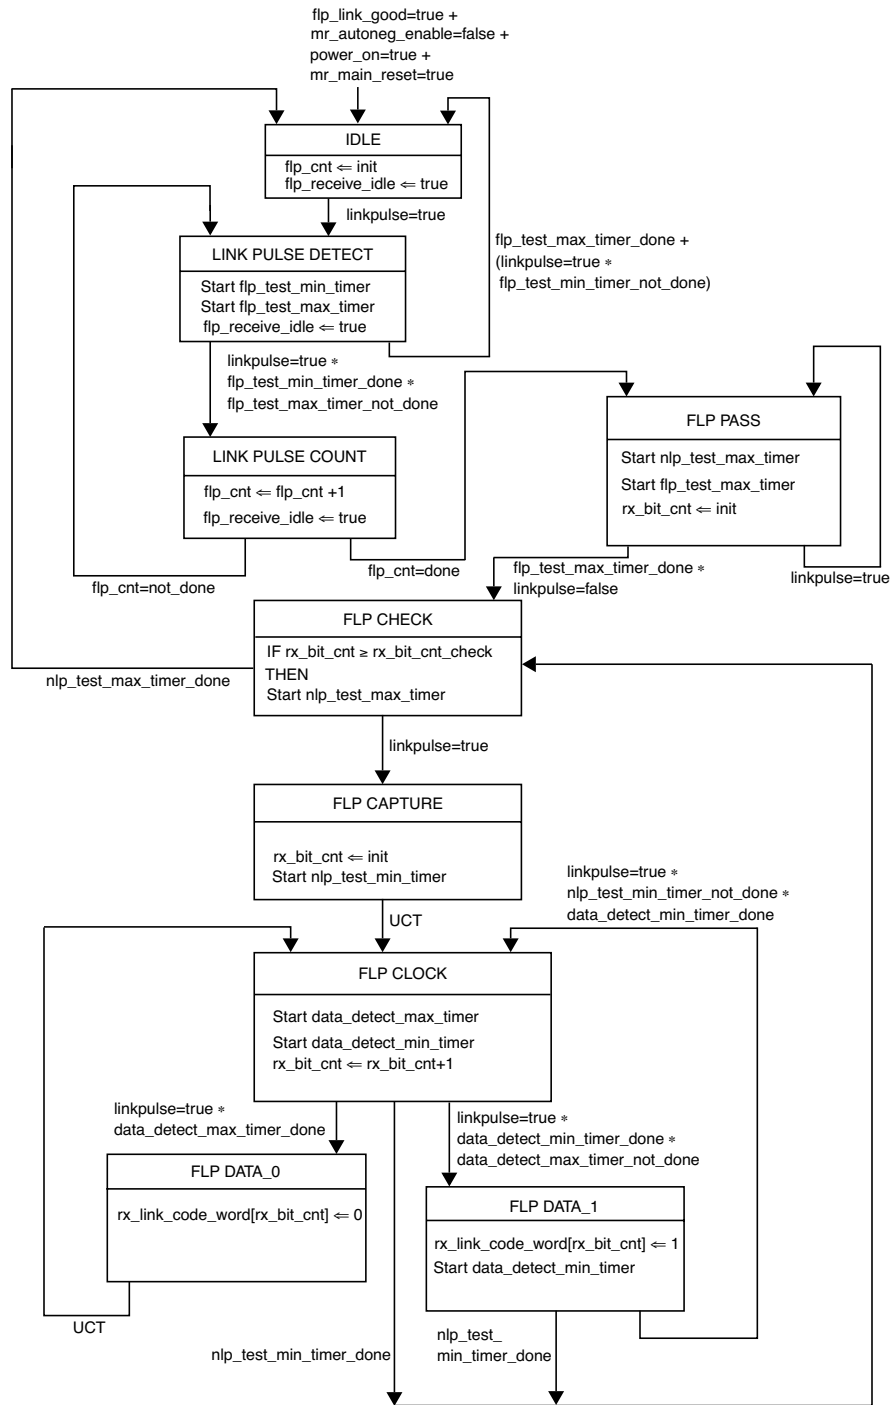 flp_link_good=true +
mr_autoneg_enable=false +
power_on=true +
mr_main_reset=true
IDLE
flp_cnt ⇐ init
flp_receive_idle ⇐ true
linkpulse=true
flp_test_max_timer_done +
(linkpulse=true *
flp_test_min_timer_not_done)
LINK PULSE DETECT
Start flp_test_min_timer
Start flp_test_max_timer
flp_receive_idle ⇐ true
linkpulse=true *
flp_test_min_timer_done *
flp_test_max_timer_not_done
LINK PULSE COUNT
flp_cnt ⇐ flp_cnt +1
flp_receive_idle ⇐ true
flp_cnt=not_done
flp_cnt=done
FLP PASS
Start nlp_test_max_timer
Start flp_test_max_timer
rx_bit_cnt ⇐ init
flp_test_max_timer_done *
linkpulse=false
linkpulse=true
FLP CHECK
IF rx_bit_cnt ≥ rx_bit_cnt_check
THEN
Start nlp_test_max_timer
nlp_test_max_timer_done
linkpulse=true
FLP CAPTURE
rx_bit_cnt ⇐ init
Start nlp_test_min_timer
UCT
linkpulse=true *
nlp_test_min_timer_not_done *
data_detect_min_timer_done
FLP CLOCK
Start data_detect_max_timer
Start data_detect_min_timer
rx_bit_cnt ⇐ rx_bit_cnt+1
linkpulse=true *
data_detect_max_timer_done
linkpulse=true *
data_detect_min_timer_done *
data_detect_max_timer_not_done
FLP DATA_0
rx_link_code_word[rx_bit_cnt] ⇐ 0
UCT
FLP DATA_1
rx_link_code_word[rx_bit_cnt] ⇐ 1
Start data_detect_min_timer
nlp_test_min_timer_done
nlp_test_
min_timer_done